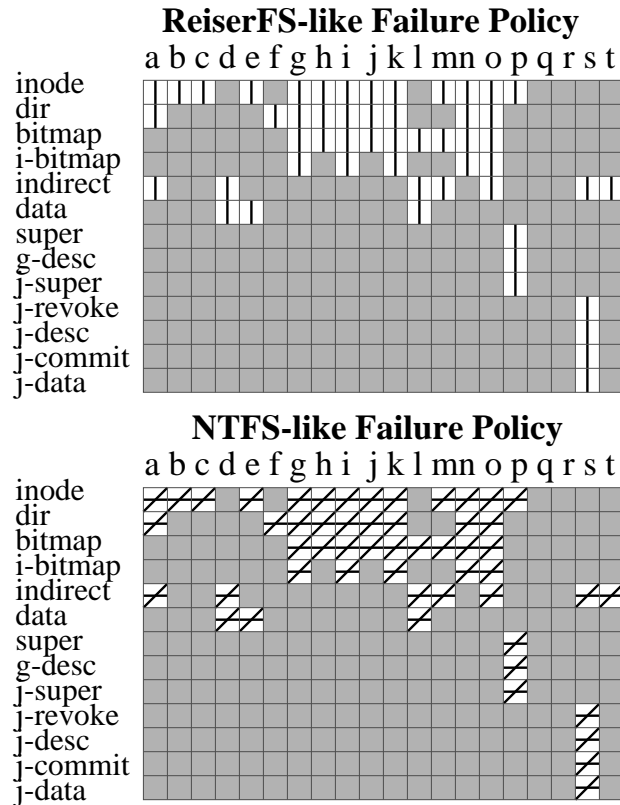 ReiserFS-like Failure Policy
a b c d e f g h i j k l m n o p q r s t
inode
dir
bitmap
i-bitmap
indirect
data
super
g-desc
j-super
j-revoke
j-desc
j-commit
j-data
NTFS-like Failure Policy
a b c d e f g h i j k l m n o p q r s t
inode
dir
bitmap
i-bitmap
indirect
data
super
g-desc
j-super
j-revoke
j-desc
j-commit
j-data